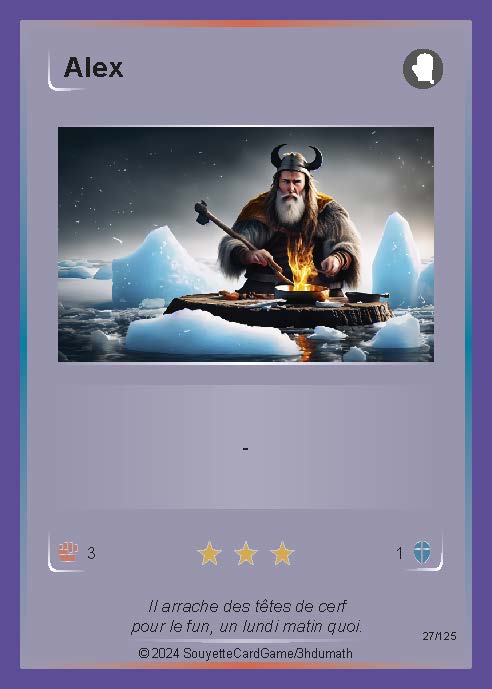 Alex
-
3
1
Il arrache des têtes de cerf
pour le fun, un lundi matin quoi.
27/125
© 2024 SouyetteCardGame/3hdumath